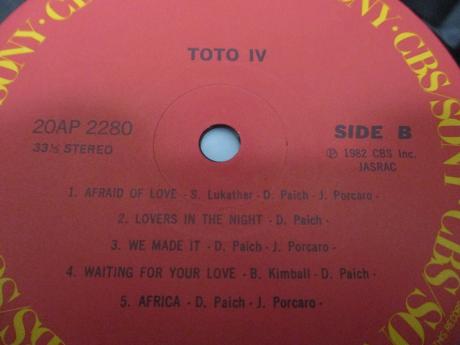 TOTO IV
20AP 2280
33⅓ STEREO
SIDE B
Ⓟ 1982 CBS Inc.
JASRAC
1. AFRAID OF LOVE - S. Lukather - D. Paich - J. Porcaro -
2. LOVERS IN THE NIGHT - D. Paich -
3. WE MADE IT - D. Paich - J. Porcaro -
4. WAITING FOR YOUR LOVE - B. Kimball - D. Paich -
5. AFRICA - D. Paich - J. Porcaro -
SONY · CBS/SONY · CBS/SO